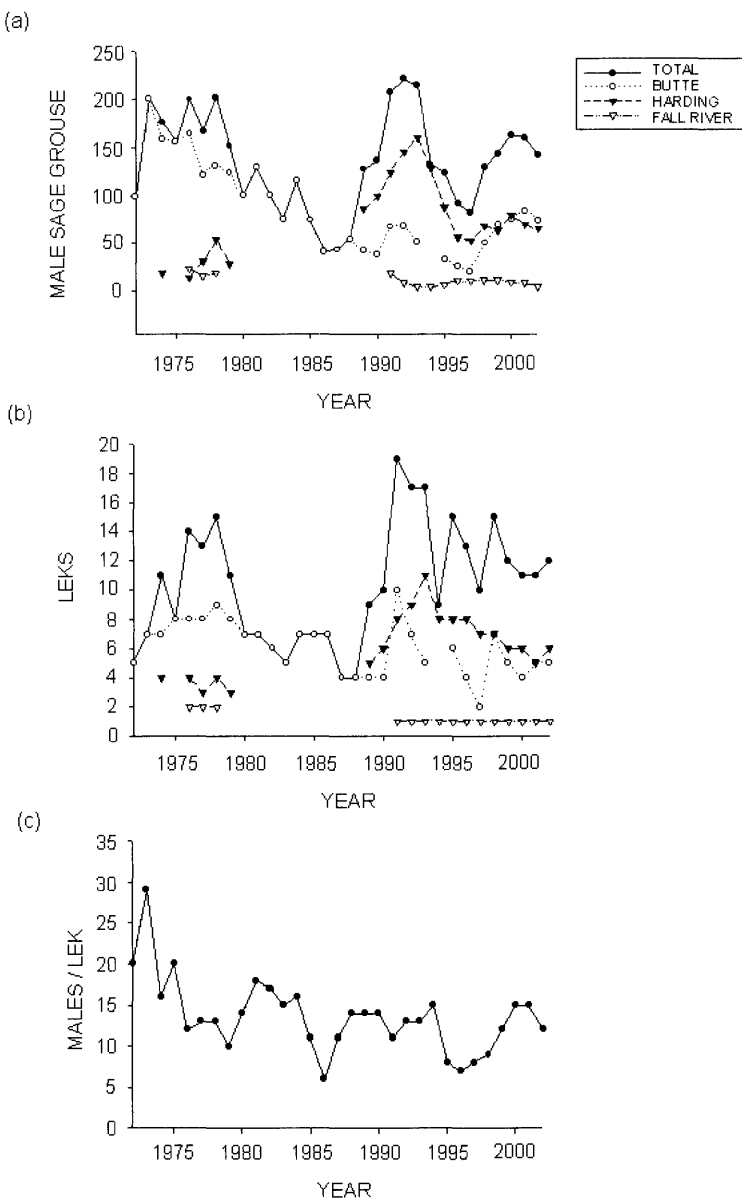 (a)
TOTAL
BUTTE
HARDING
FALL RIVER
MALE SAGE GROUSE
250
200
150
100
50
0
1975 1980 1985 1990 1995 2000
YEAR
(b)
LEKS
20
18
16
14
12
10
8
6
4
2
0
1975 1980 1985 1990 1995 2000
YEAR
(c)
MALES / LEK
35
30
25
20
15
10
5
0
1975 1980 1985 1990 1995 2000
YEAR